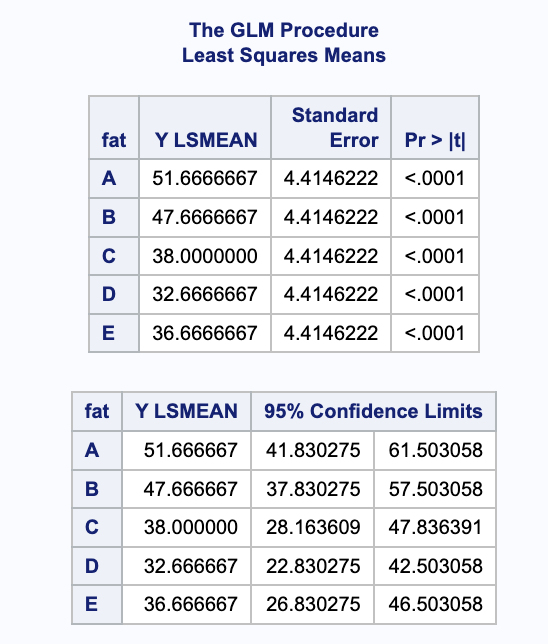 The GLM Procedure
Least Squares Means
fat Y LSMEAN Standard Error Pr > |t|
A 51.6666667 4.4146222 <.0001
B 47.6666667 4.4146222 <.0001
C 38.0000000 4.4146222 <.0001
D 32.6666667 4.4146222 <.0001
E 36.6666667 4.4146222 <.0001
fat Y LSMEAN 95% Confidence Limits
A 51.666667 41.830275 61.503058
B 47.666667 37.830275 57.503058
C 38.000000 28.163609 47.836391
D 32.666667 22.830275 42.503058
E 36.666667 26.830275 46.503058